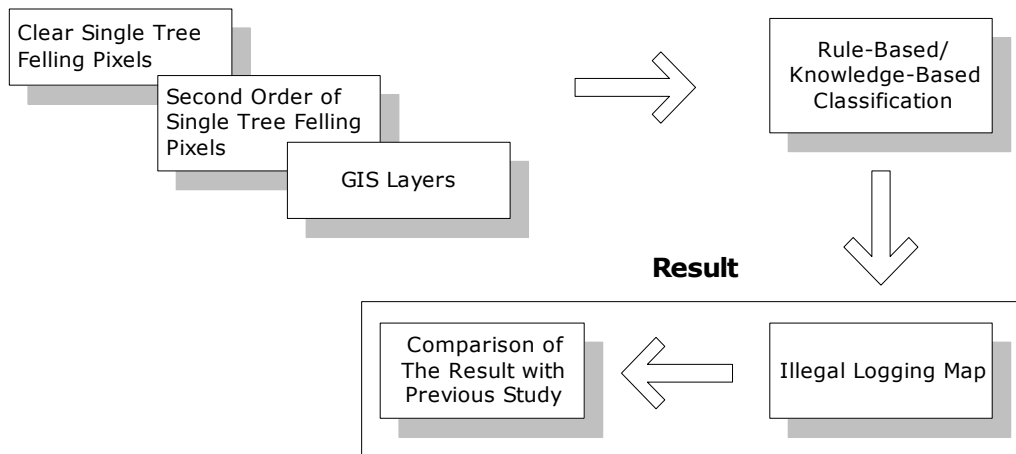 Clear Single Tree
Felling Pixels
Second Order of
Single Tree Felling
Pixels
GIS Layers
Rule-Based/
Knowledge-Based
Classification
Result
Comparison of
The Result with
Previous Study
Illegal Logging Map